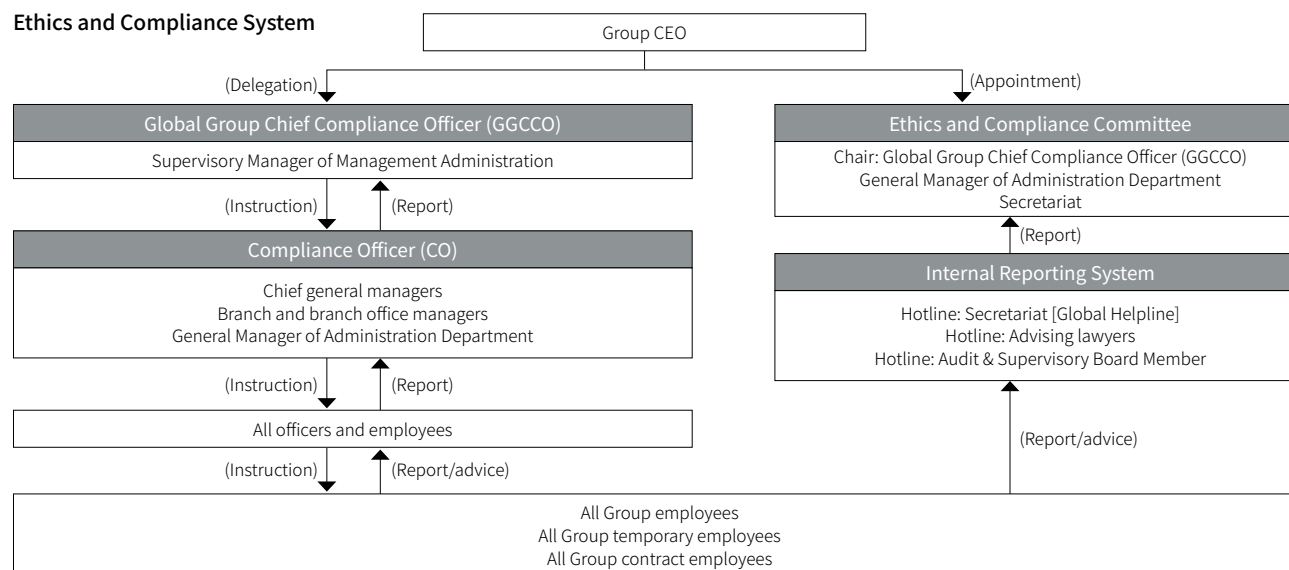 Ethics and Compliance System
Group CEO
(Delegation)
(Appointment)
Global Group Chief Compliance Officer (GGCCO)
Supervisory Manager of Management Administration
Ethics and Compliance Committee
Chair: Global Group Chief Compliance Officer (GGCCO)
General Manager of Administration Department
Secretariat
(Instruction)
(Report)
(Report)
Compliance Officer (CO)
Chief general managers
Branch and branch office managers
General Manager of Administration Department
Internal Reporting System
Hotline: Secretariat [Global Helpline]
Hotline: Advising lawyers
Hotline: Audit & Supervisory Board Member
(Instruction)
(Report)
All officers and employees
(Report/advice)
(Instruction)
(Report/advice)
All Group employees
All Group temporary employees
All Group contract employees